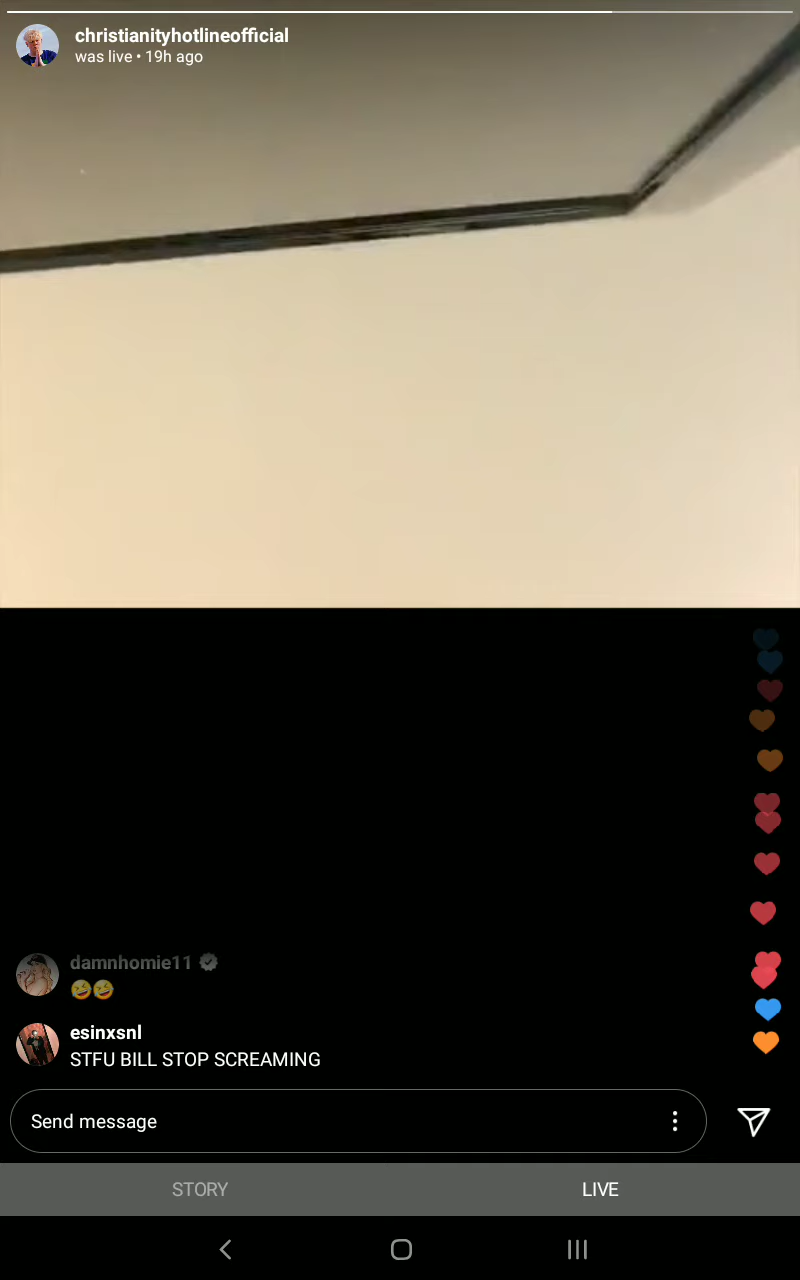 christianityhotlineofficial
was live • 19h ago
damnhomie11
🤣🤣
esinxsnl
STFU BILL STOP SCREAMING
Send message
STORY
LIVE